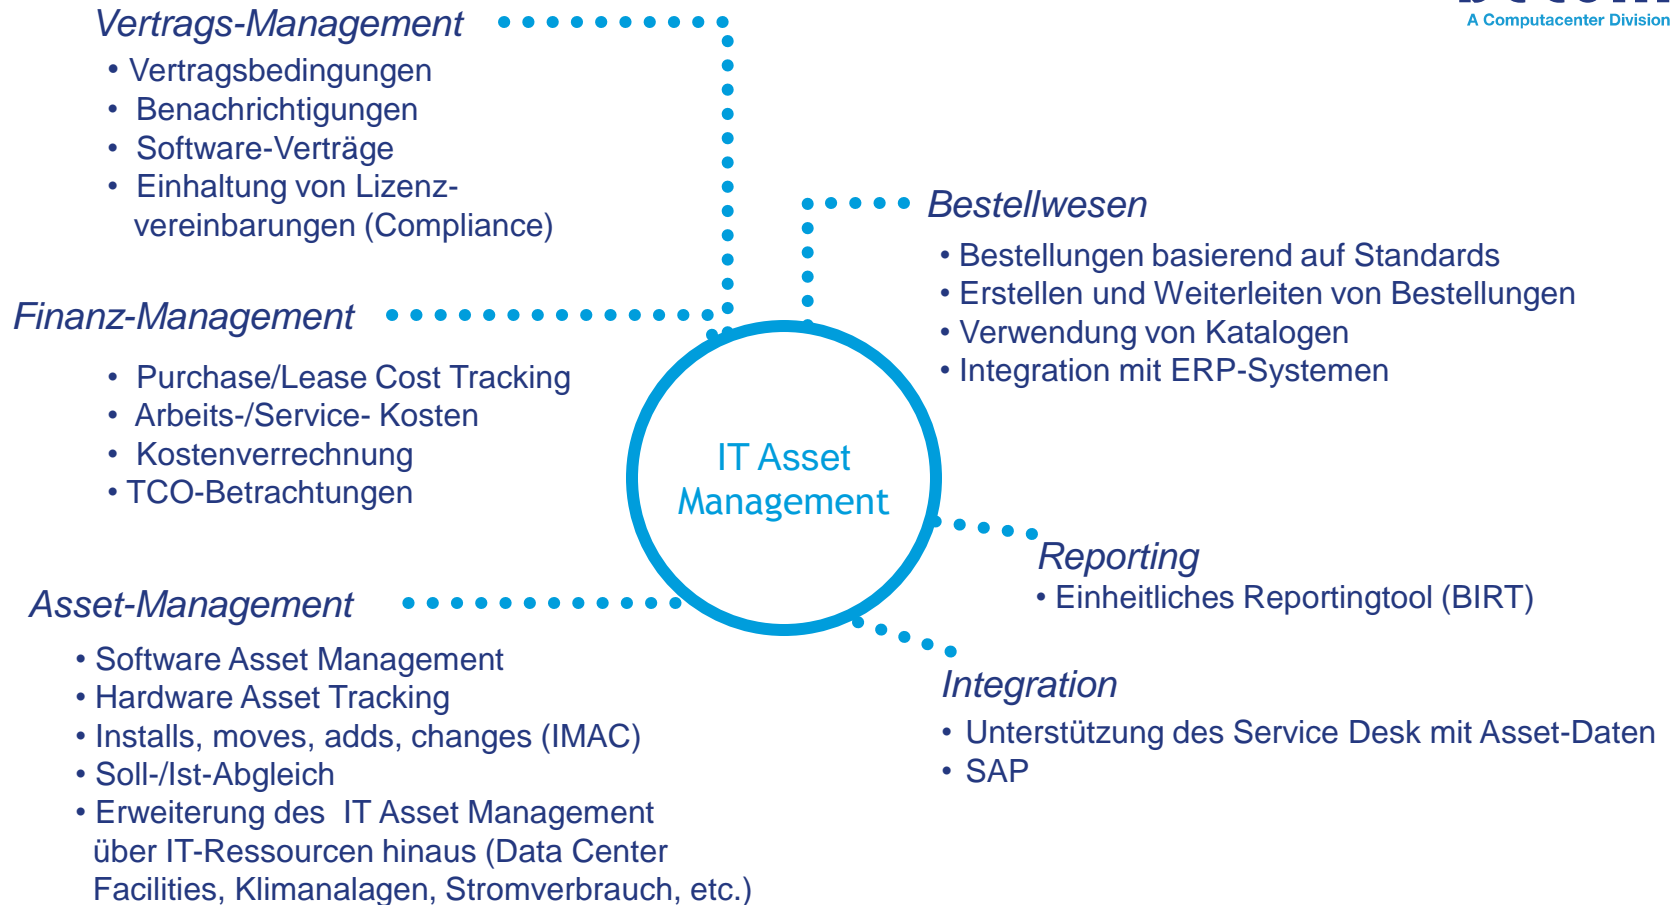 A Computacenter Division
Vertrags-Management
• Vertragsbedingungen
• Benachrichtigungen
• Software-Verträge
• Einhaltung von Lizenz-
vereinbarungen (Compliance)
Finanz-Management
• Purchase/Lease Cost Tracking
• Arbeits-/Service- Kosten
• Kostenverrechnung
• TCO-Betrachtungen
Asset-Management
• Software Asset Management
• Hardware Asset Tracking
• Installs, moves, adds, changes (IMAC)
• Soll-/Ist-Abgleich
• Erweiterung des IT Asset Management
über IT-Ressourcen hinaus (Data Center
Facilities, Klimanalagen, Stromverbrauch, etc.)
IT Asset
Management
Bestellwesen
• Bestellungen basierend auf Standards
• Erstellen und Weiterleiten von Bestellungen
• Verwendung von Katalogen
• Integration mit ERP-Systemen
Reporting
• Einheitliches Reportingtool (BIRT)
Integration
• Unterstützung des Service Desk mit Asset-Daten
• SAP